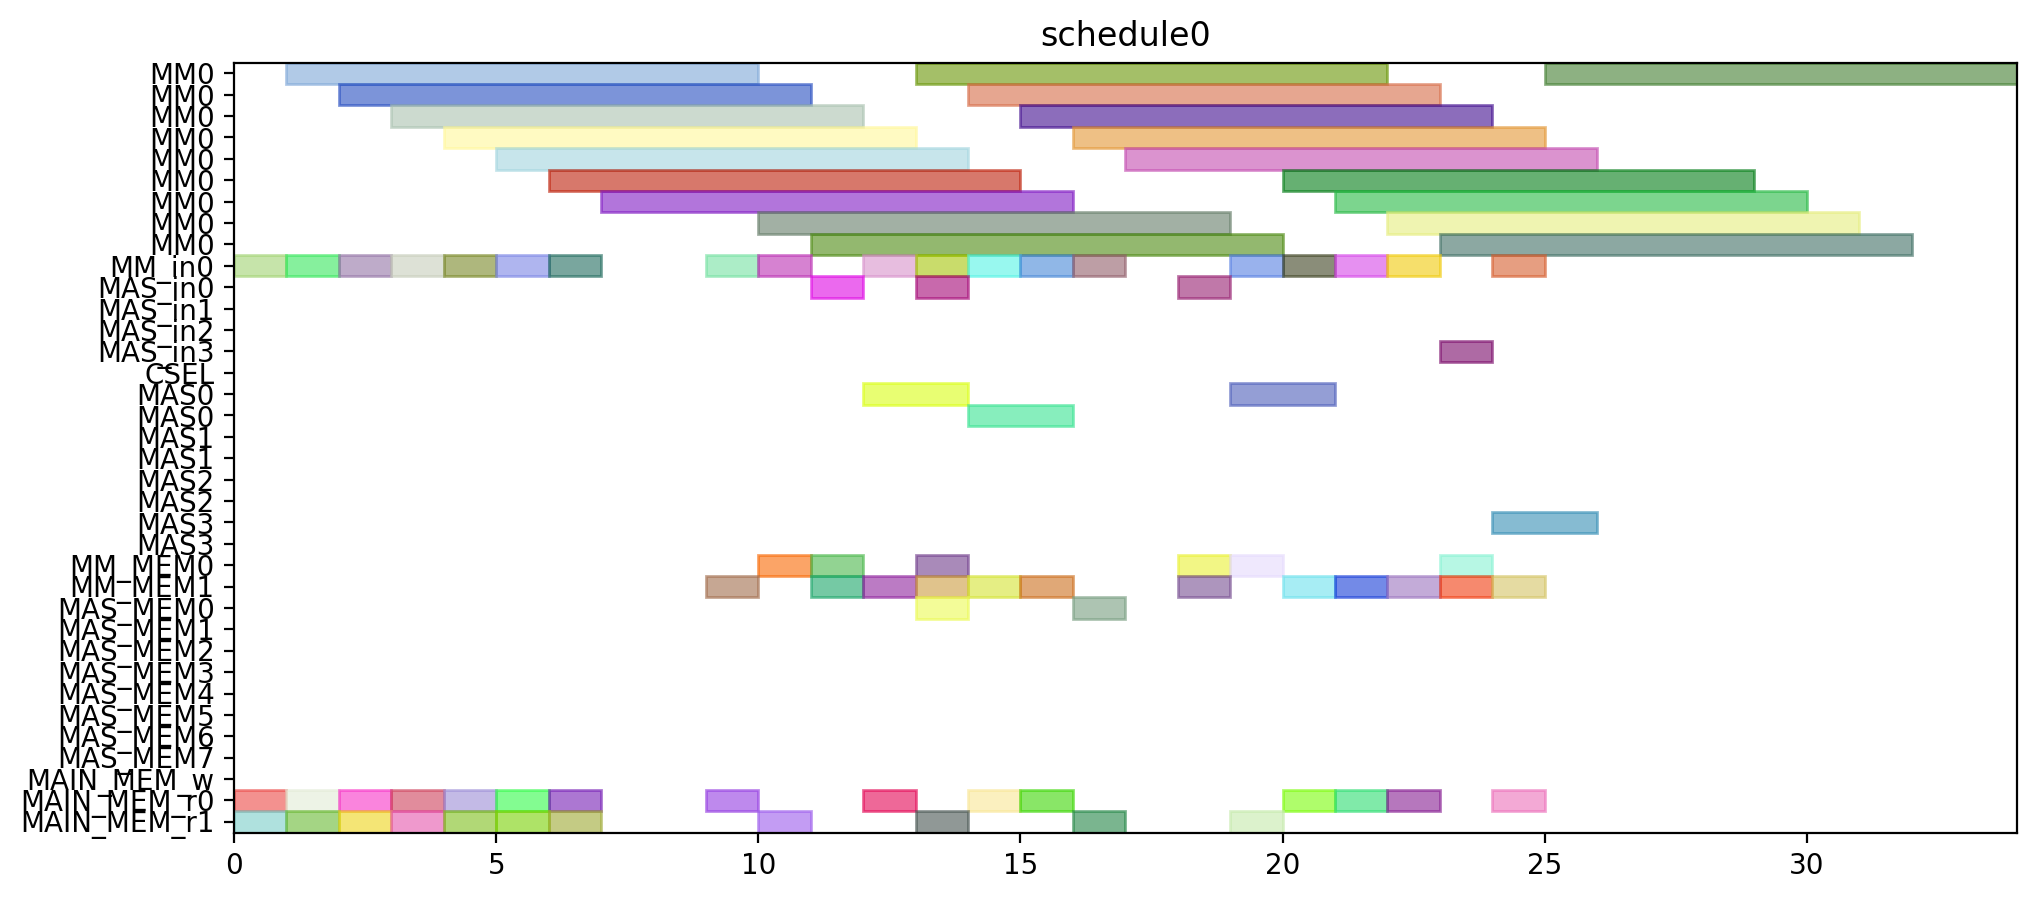 schedule0
MM0
MM0
MM0
MM0
MM0
MM0
MM0
MM0
MM0
MM_in0
MAS_in0
MAS_in1
MAS_in2
MAS_in3
CSEL
MAS0
MAS0
MAS1
MAS1
MAS2
MAS2
MAS3
MAS3
MM_MEM0
MM_MEM1
MAS_MEM0
MAS_MEM1
MAS_MEM2
MAS_MEM3
MAS_MEM4
MAS_MEM5
MAS_MEM6
MAS_MEM7
MAIN_MEM_w
MAIN_MEM_r0
MAIN_MEM_r1
0 5 10 15 20 25 30